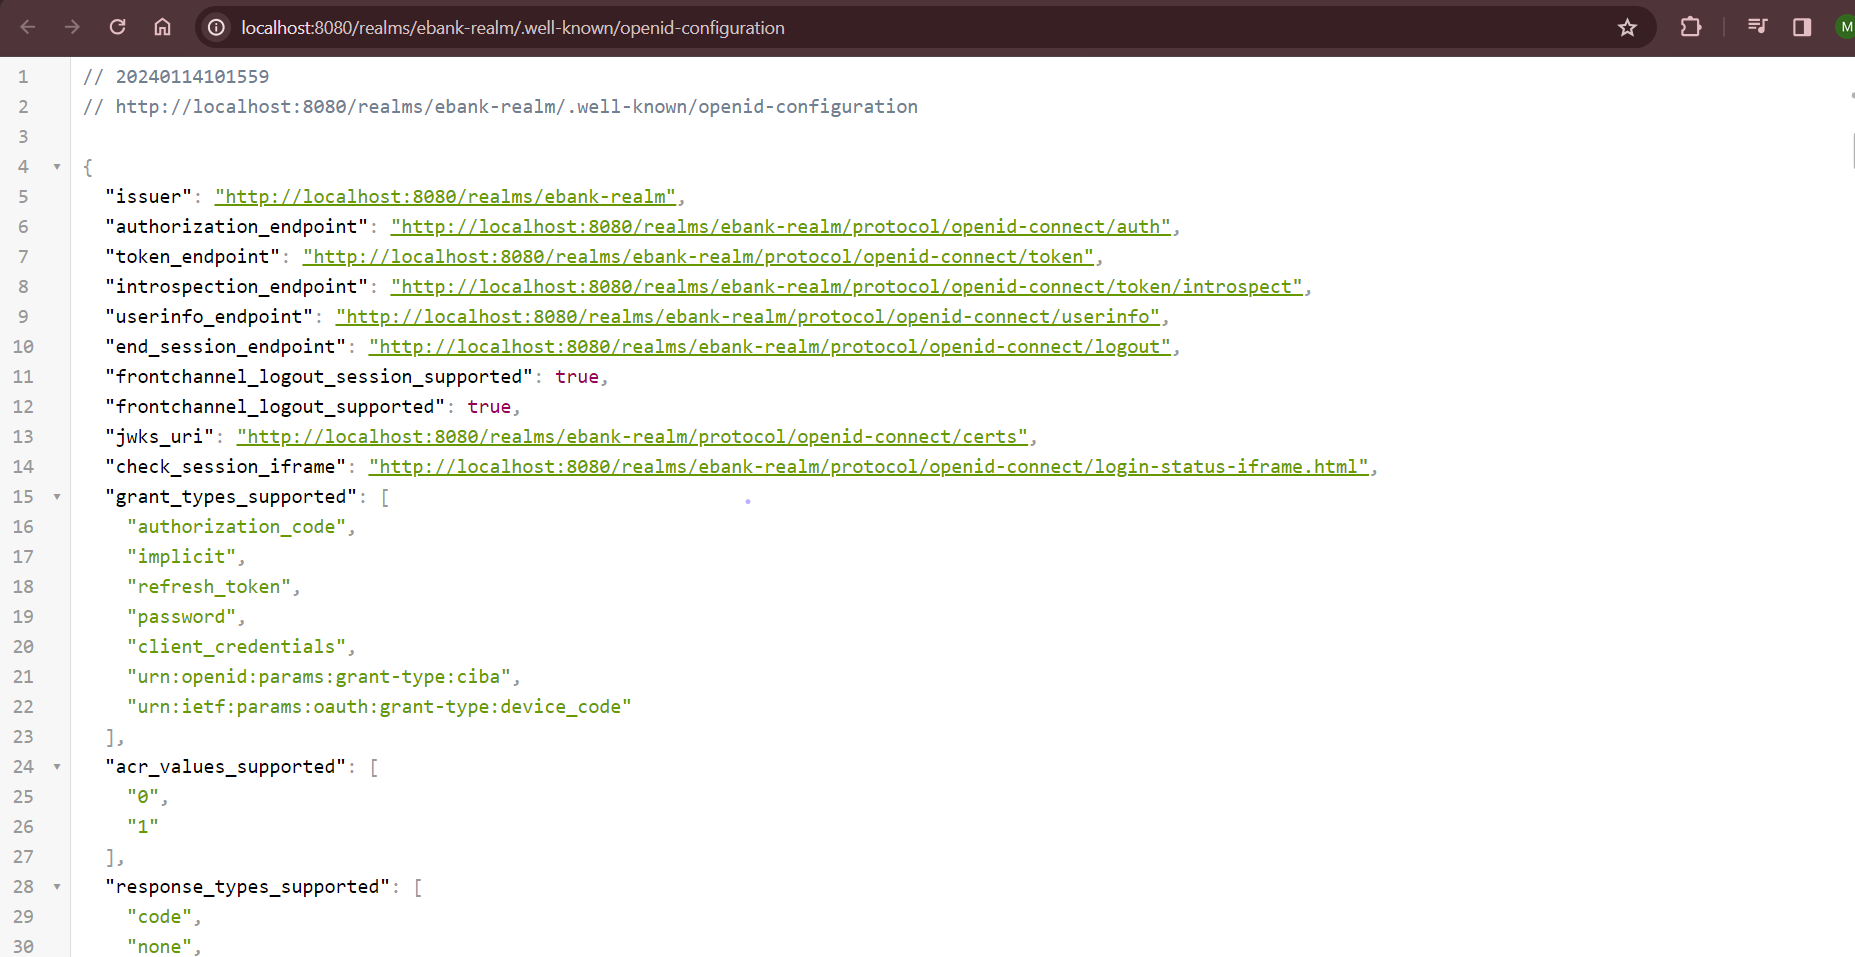 localhost:8080/realms/ebank-realm/.well-known/openid-configuration
M
1 // 20240114101559
2 // http://localhost:8080/realms/ebank-realm/.well-known/openid-configuration
3
4 {
5 "issuer": "http://localhost:8080/realms/ebank-realm",
6 "authorization_endpoint": "http://localhost:8080/realms/ebank-realm/protocol/openid-connect/auth",
7 "token_endpoint": "http://localhost:8080/realms/ebank-realm/protocol/openid-connect/token",
8 "introspection_endpoint": "http://localhost:8080/realms/ebank-realm/protocol/openid-connect/token/introspect",
9 "userinfo_endpoint": "http://localhost:8080/realms/ebank-realm/protocol/openid-connect/userinfo",
10 "end_session_endpoint": "http://localhost:8080/realms/ebank-realm/protocol/openid-connect/logout",
11 "frontchannel_logout_session_supported": true,
12 "frontchannel_logout_supported": true,
13 "jwks_uri": "http://localhost:8080/realms/ebank-realm/protocol/openid-connect/certs",
14 "check_session_iframe": "http://localhost:8080/realms/ebank-realm/protocol/openid-connect/login-status-iframe.html",
15 "grant_types_supported": [
16 "authorization_code",
17 "implicit",
18 "refresh_token",
19 "password",
20 "client_credentials",
21 "urn:openid:params:grant-type:ciba",
22 "urn:ietf:params:oauth:grant-type:device_code"
23 ],
24 "acr_values_supported": [
25 "0",
26 "1"
27 ],
28 "response_types_supported": [
29 "code",
30 "none",